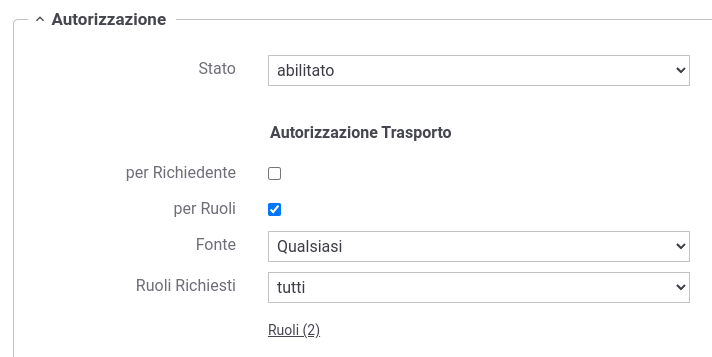 Autorizzazione
Stato abilitato
Autorizzazione Trasporto
per Richiedente
per Ruoli
Fonte Qualsiasi
Ruoli Richiesti tutti
Ruoli (2)